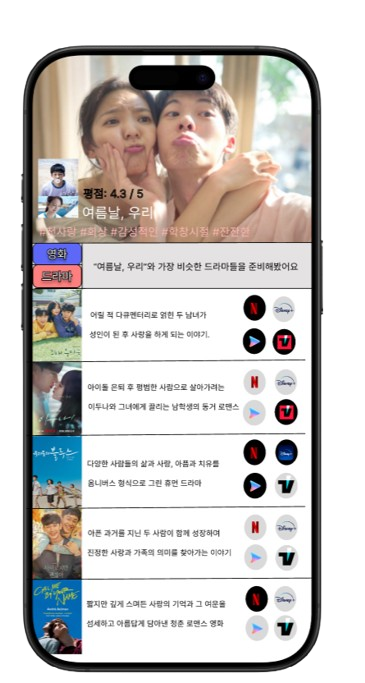 평점: 4.3 / 5
여름날, 우리
#첫사랑 #회상 #감성적인 #학창시절 #잔잔한
영화
드라마
"여름날, 우리"와 가장 비슷한 드라마들을 준비해봤어요
어릴 적 다큐멘터리로 얽힌 두 남녀가
성인이 된 후 사랑을 하게 되는 이야기.
N
Disney+
아이돌 은퇴 후 평범한 사람으로 살아가려는
이두나와 그녀에게 끌리는 남학생의 동거 로맨스
N
Disney+
다양한 사람들의 삶과 사랑, 아픔과 치유를
옴니버스 형식으로 그린 휴먼 드라마
N
Disney+
아픈 과거를 지닌 두 사람이 함께 성장하여
진정한 사랑과 가족의 의미를 찾아가는 이야기
N
Disney+
짧지만 깊게 스며든 사랑의 기억과 그 여운을
섬세하고 아름답게 담아낸 청춘 로맨스 영화
N
Disney+